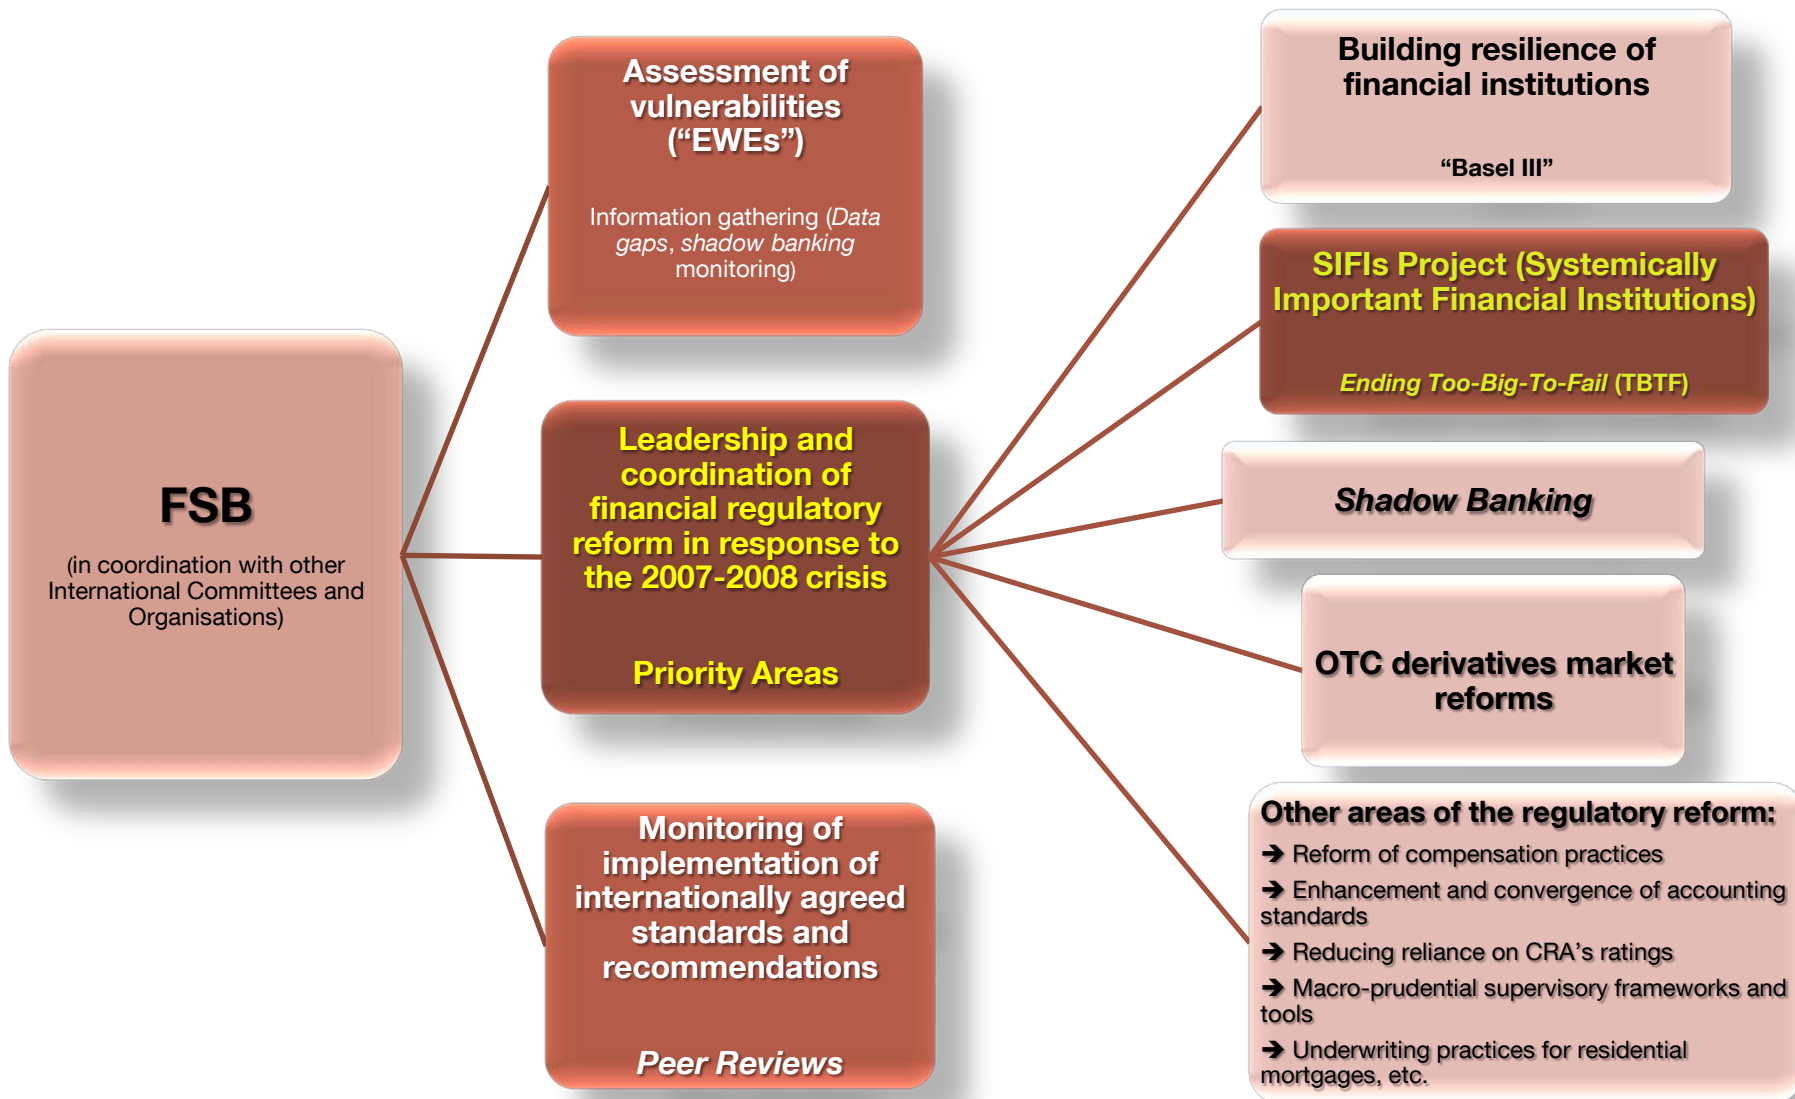 FSB
(in coordination with other
International Committees and
Organisations)
Assessment of
vulnerabilities
(“EWEs”)
Information gathering (Data
gaps, shadow banking
monitoring)
Leadership and
coordination of
financial regulatory
reform in response to
the 2007-2008 crisis
Priority Areas
Monitoring of
implementation of
internationally agreed
standards and
recommendations
Peer Reviews
Building resilience of
financial institutions
“Basel III”
SIFIs Project (Systemically
Important Financial Institutions)
Ending Too-Big-To-Fail (TBTF)
Shadow Banking
OTC derivatives market
reforms
Other areas of the regulatory reform:
➔ Reform of compensation practices
➔ Enhancement and convergence of accounting
standards
➔ Reducing reliance on CRA’s ratings
➔ Macro-prudential supervisory frameworks and
tools
➔ Underwriting practices for residential
mortgages, etc.